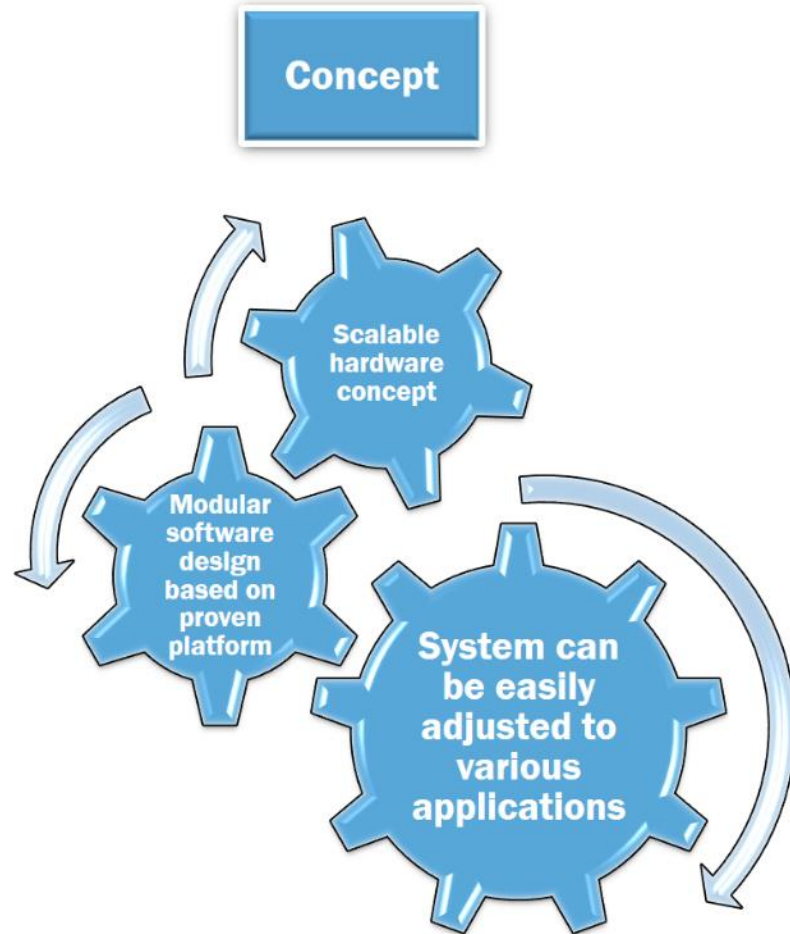 Concept
Scalable
hardware
concept
Modular
software
design
based on
proven
platform
System can
be easily
adjusted to
various
applications